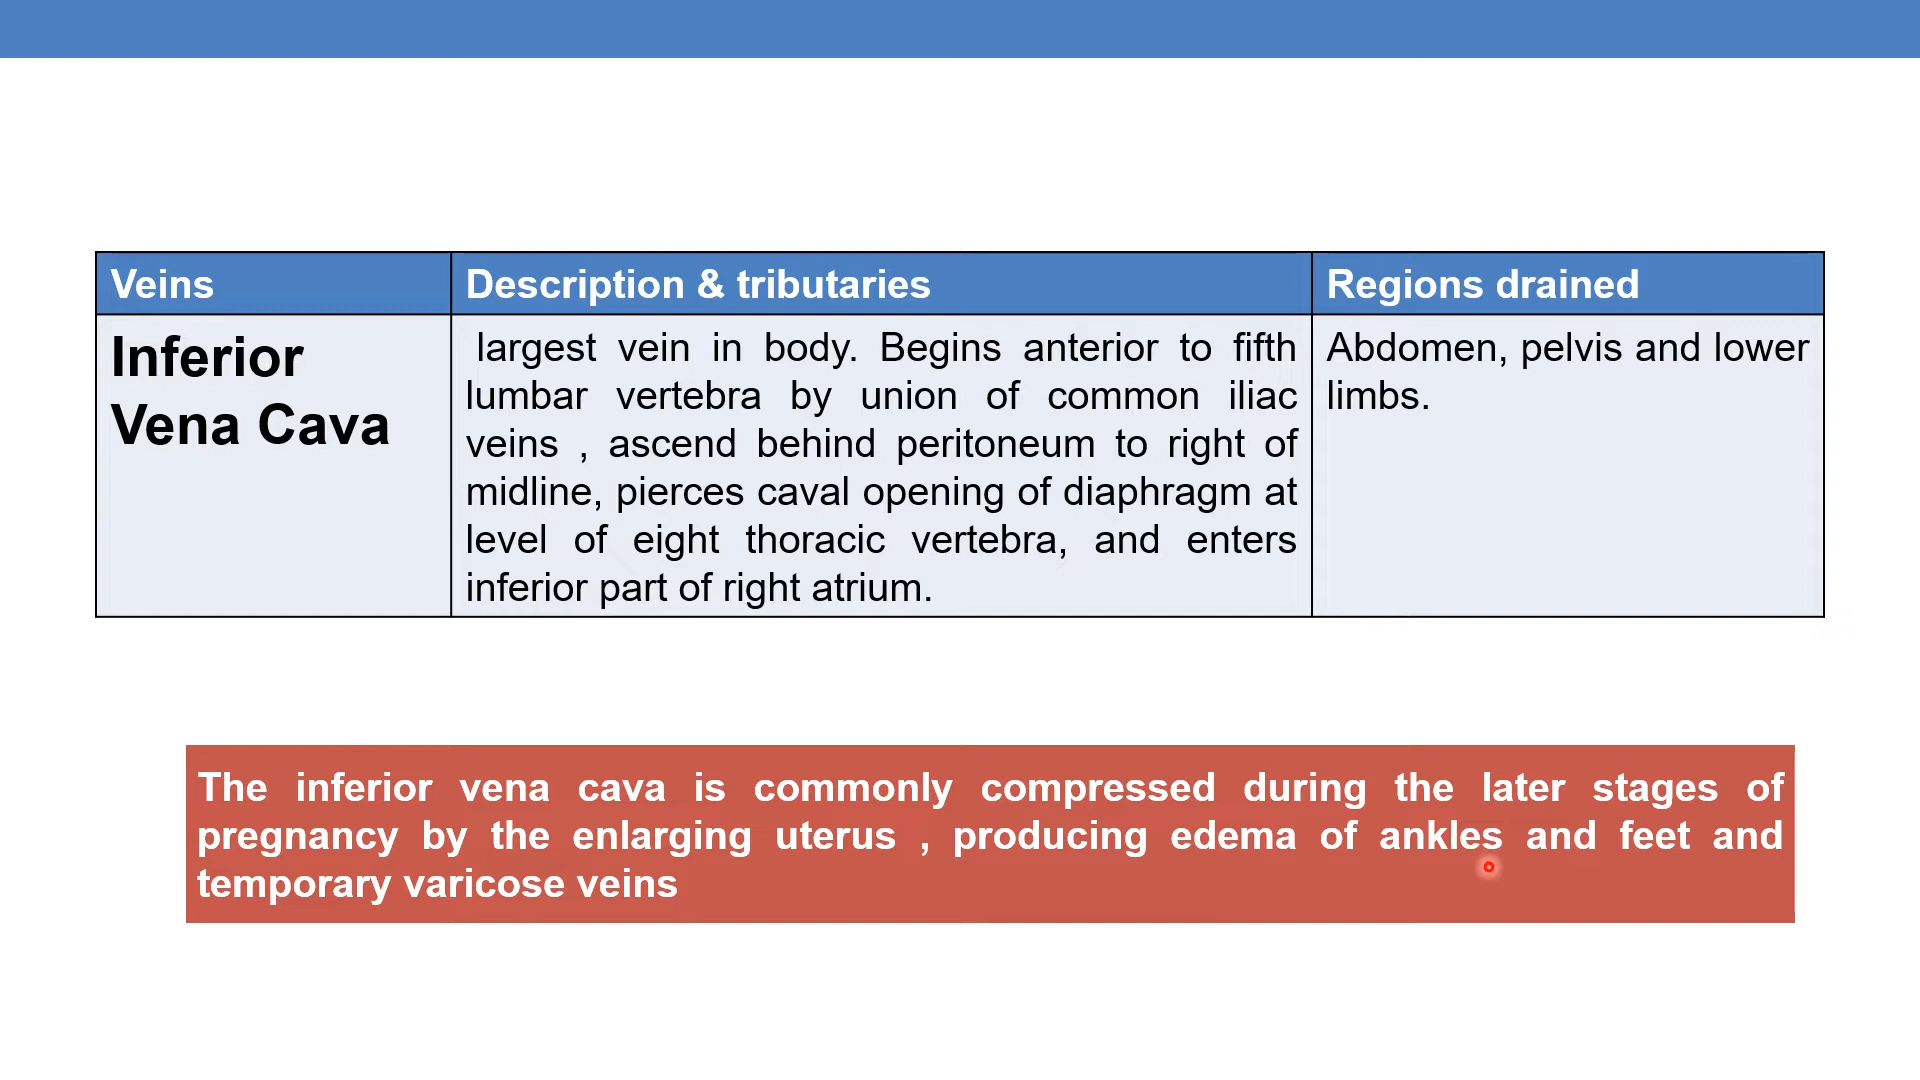 Veins
Description & tributaries
Regions drained
Inferior
Vena Cava
largest vein in body. Begins anterior to fifth
lumbar vertebra by union of common iliac
veins , ascend behind peritoneum to right of
midline, pierces caval opening of diaphragm at
level of eight thoracic vertebra, and enters
inferior part of right atrium.
Abdomen, pelvis and lower
limbs.
The inferior vena cava is commonly compressed during the later stages of
pregnancy by the enlarging uterus , producing edema of ankles and feet and
temporary varicose veins